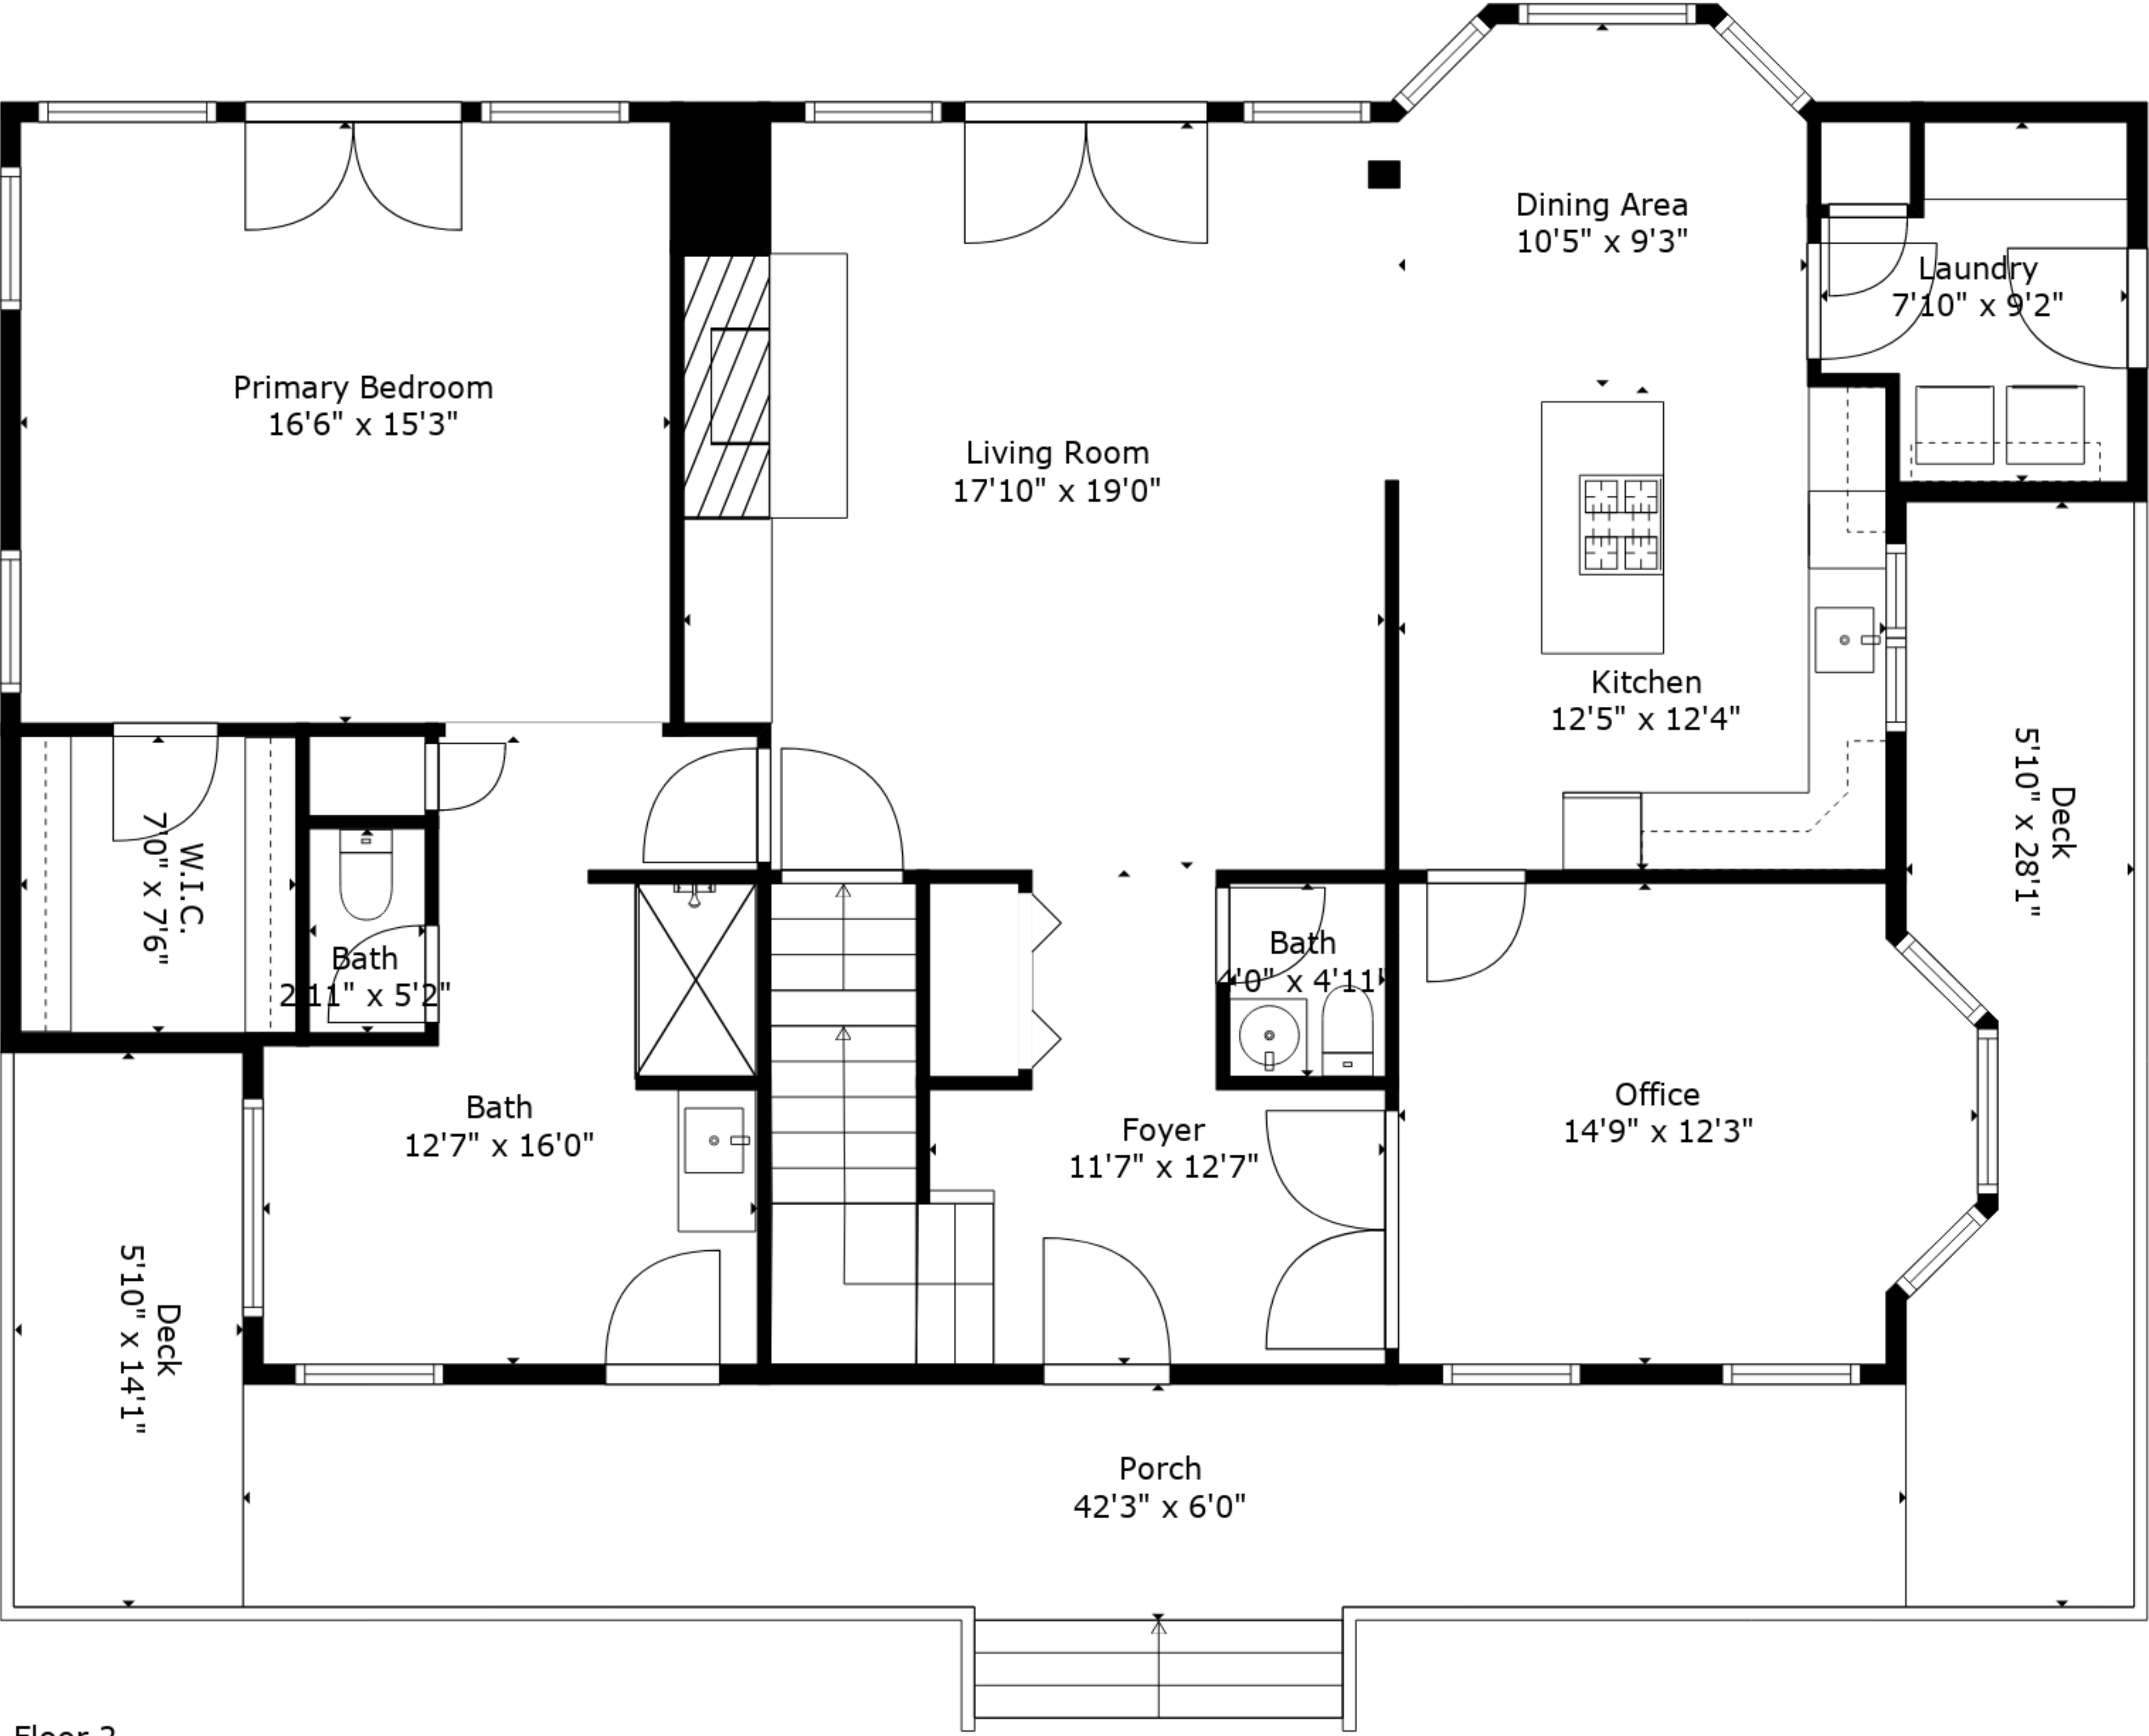 Dining Area
10'5" x 9'3"
Laundry
7'10" x 9'2"
Primary Bedroom
16'6" x 15'3"
Living Room
17'10" x 19'0"
Kitchen
12'5" x 12'4"
Deck
5'10" x 28'1"
W.I.C.
7'0" x 7'6"
Bath
2'11" x 5'2"
Bath
4'0" x 4'11"
Office
14'9" x 12'3"
Bath
12'7" x 16'0"
Foyer
11'7" x 12'7"
Deck
5'10" x 14'1"
Porch
42'3" x 6'0"
Floor